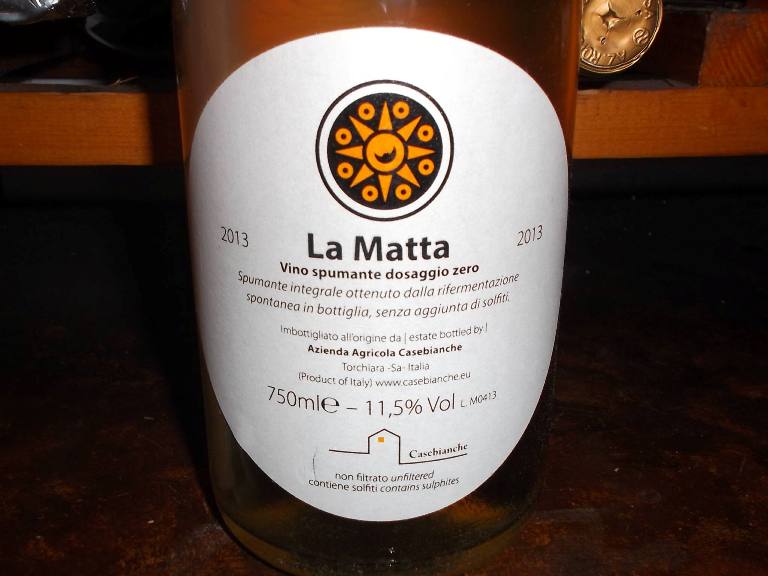 2013
2013
La Matta
Vino spumante dosaggio zero
Spumante integrale ottenuto dalla rifermentazione
spontanea in bottiglia, senza aggiunta di solfiti.
Imbottigliato all'origine da | estate bottled by |
Azienda Agricola Casebianche
Torchiara -Sa- Italia
(Product of Italy) www.casebianche.eu
750ml℮ – 11,5% Vol L. M0413
Casebianche
non filtrato unfiltered
contiene solfiti contains sulphites